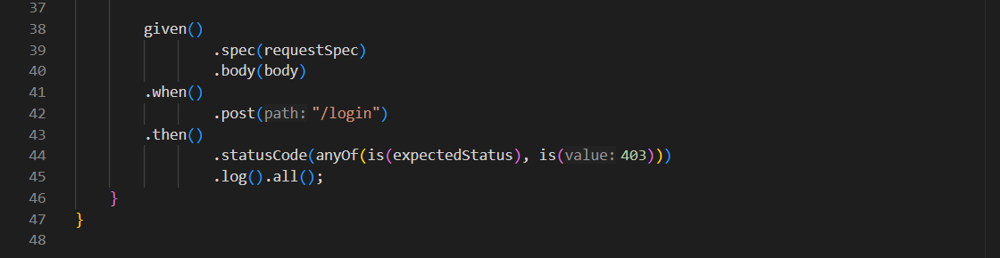 37
38 given()
39 .spec(requestSpec)
40 .body(body)
41 .when()
42 .post(path: "/login")
43 .then()
44 .statusCode(anyOf(is(expectedStatus), is(value: 403)))
45 .log().all();
46 }
47 }
48